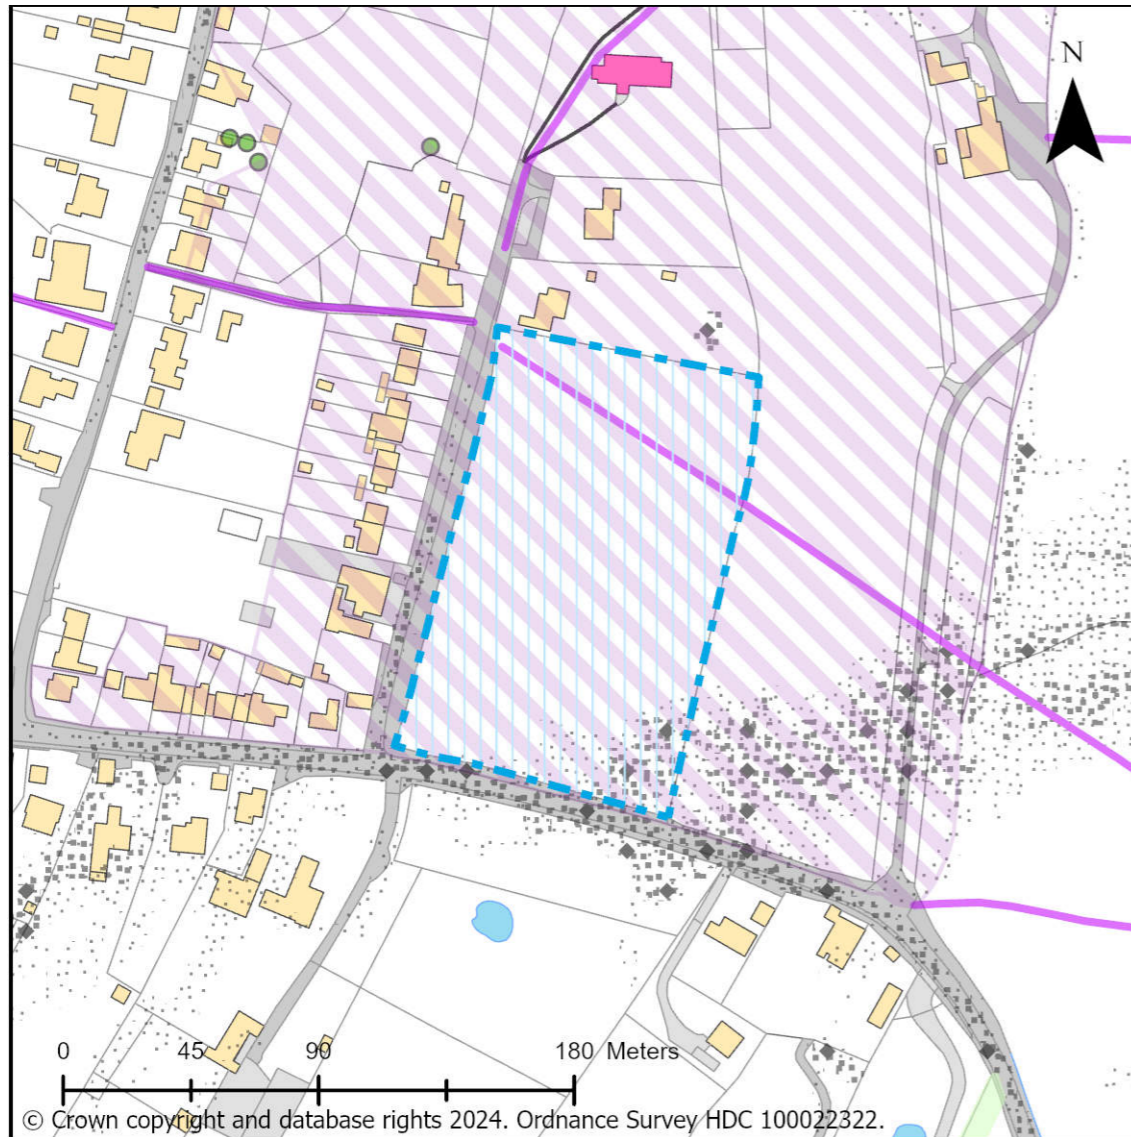 N
0 45 90 180 Meters
© Crown copyright and database rights 2024. Ordnance Survey HDC 100022322.